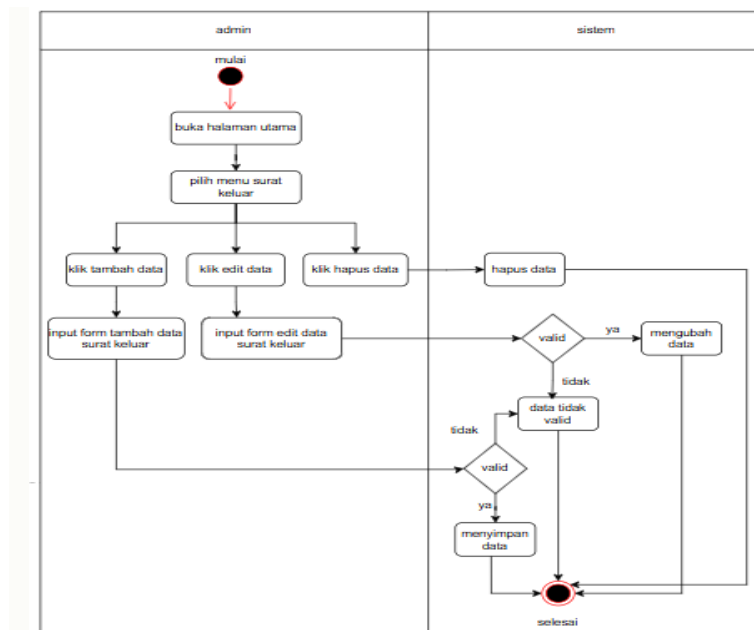 admin
sistem
mulai
buka halaman utama
pilih menu surat
keluar
klik tambah data
klik edit data
klik hapus data
hapus data
input form tambah data
surat keluar
input form edit data
surat keluar
valid
ya
mengubah
data
tidak
data tidak
valid
tidak
valid
ya
menyimpan
data
selesai